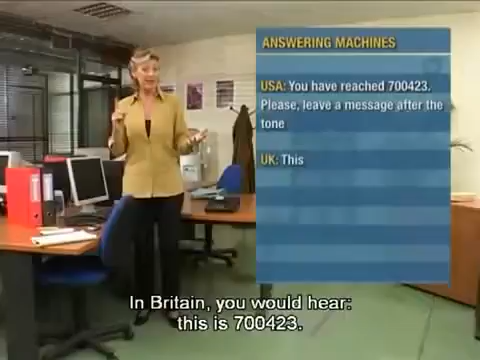 ANSWERING MACHINES
USA: You have reached 700423.
Please, leave a message after the
tone
UK: This
In Britain, you would hear:
this is 700423.